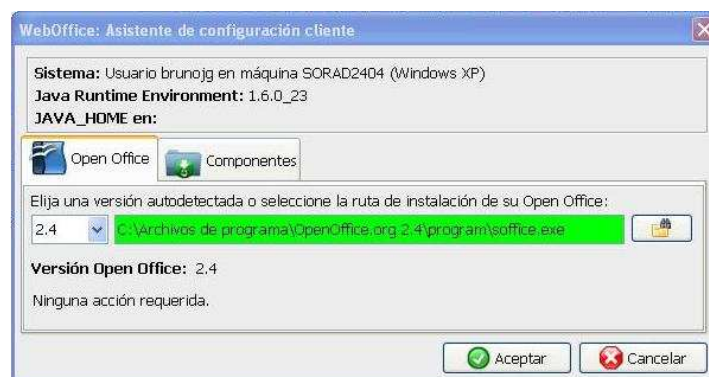 WebOffice: Asistente de configuración cliente
Sistema: Usuario brunojg en máquina SORAD2404 (Windows XP)
Java Runtime Environment: 1.6.0_23
JAVA_HOME en:
Open Office Componentes
Elija una versión autodetectada o seleccione la ruta de instalación de su Open Office:
2.4 C:\Archivos de programa\OpenOffice.org 2.4\program\soffice.exe
Versión Open Office: 2.4
Ninguna acción requerida.
Aceptar Cancelar